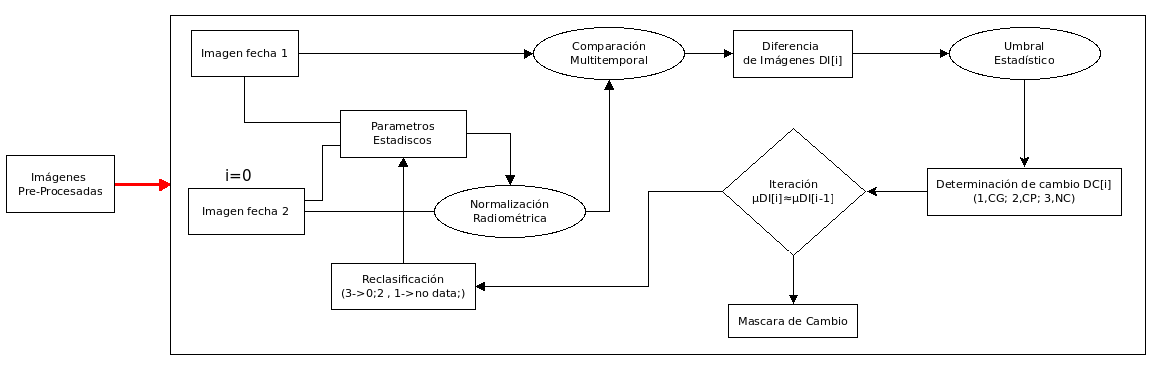 Imagen fecha 1
Comparación
Multitemporal
Diferencia
de Imágenes DI[i]
Umbral
Estadístico
Parametros
Estadiscos
Imágenes
Pre-Procesadas
i=0
Imagen fecha 2
Normalización
Radiométrica
Iteración
µDI[i]≈µDI[i-1]
Determinación de cambio DC[i]
(1,CG; 2,CP; 3,NC)
Reclasificación
(3->0;2 , 1->no data;)
Mascara de Cambio